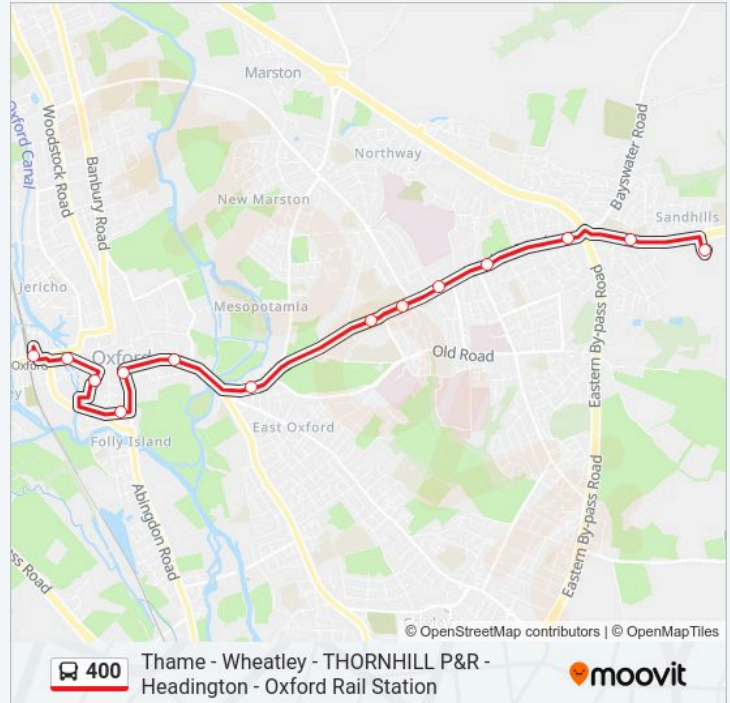 Marston
Woodstock Road
Banbury Road
Oxford Canal
Northway
Bayswater Road
New Marston
Sandhills
Jericho
Mesopotamia
Oxford
Oxford
Old Road
Eastern By-pass Road
East Oxford
Folly Island
Abingdon Road
Eastern By-pass Road
© OpenStreetMap contributors | © OpenMapTiles
400
Thame - Wheatley - THORNHILL P&R -
Headington - Oxford Rail Station
moovit